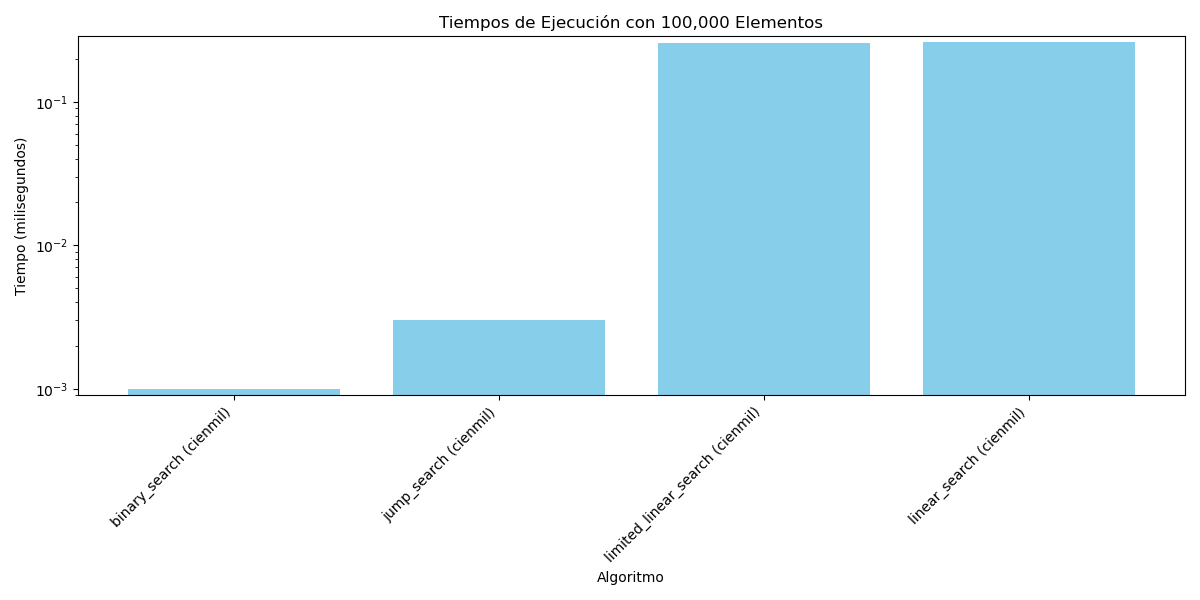 Tiempos de Ejecución con 100,000 Elementos
Tiempo (milisegundos)
10⁻¹
10⁻²
10⁻³
binary_search (cienmil)
jump_search (cienmil)
limited_linear_search (cienmil)
linear_search (cienmil)
Algoritmo